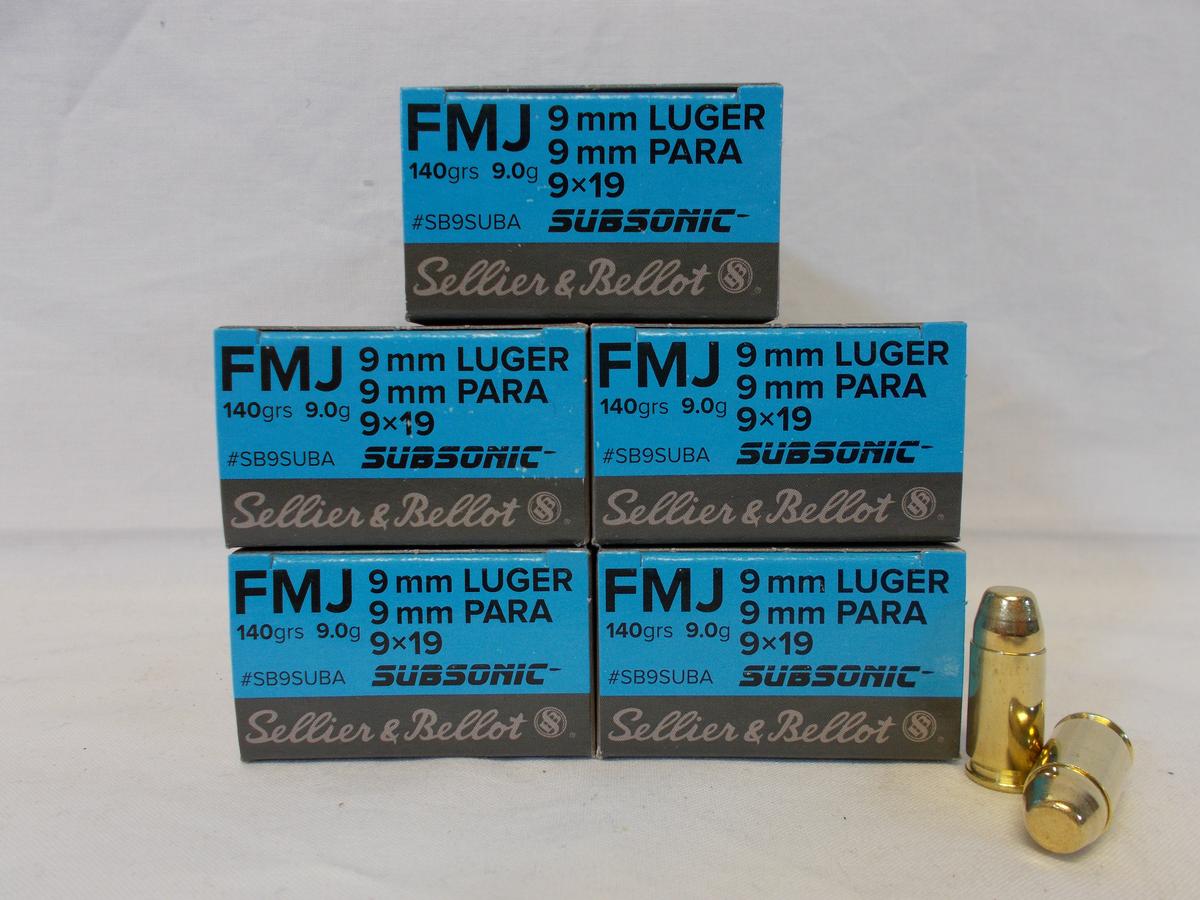 FMJ 9 mm LUGER
9 mm PARA
140grs 9.0g
9×19
#SB9SUBA SUBSONIC
Sellier & Bellot
FMJ 9 mm LUGER
9 mm PARA
140grs 9.0g
9×19
#SB9SUBA SUBSONIC
Sellier & Bellot
FMJ 9 mm LUGER
9 mm PARA
140grs 9.0g
9×19
#SB9SUBA SUBSONIC
Sellier & Bellot
FMJ 9 mm LUGER
9 mm PARA
140grs 9.0g
9×19
#SB9SUBA SUBSONIC
Sellier & Bellot
FMJ 9 mm LUGER
9 mm PARA
140grs 9.0g
9×19
#SB9SUBA SUBSONIC
Sellier & Bellot